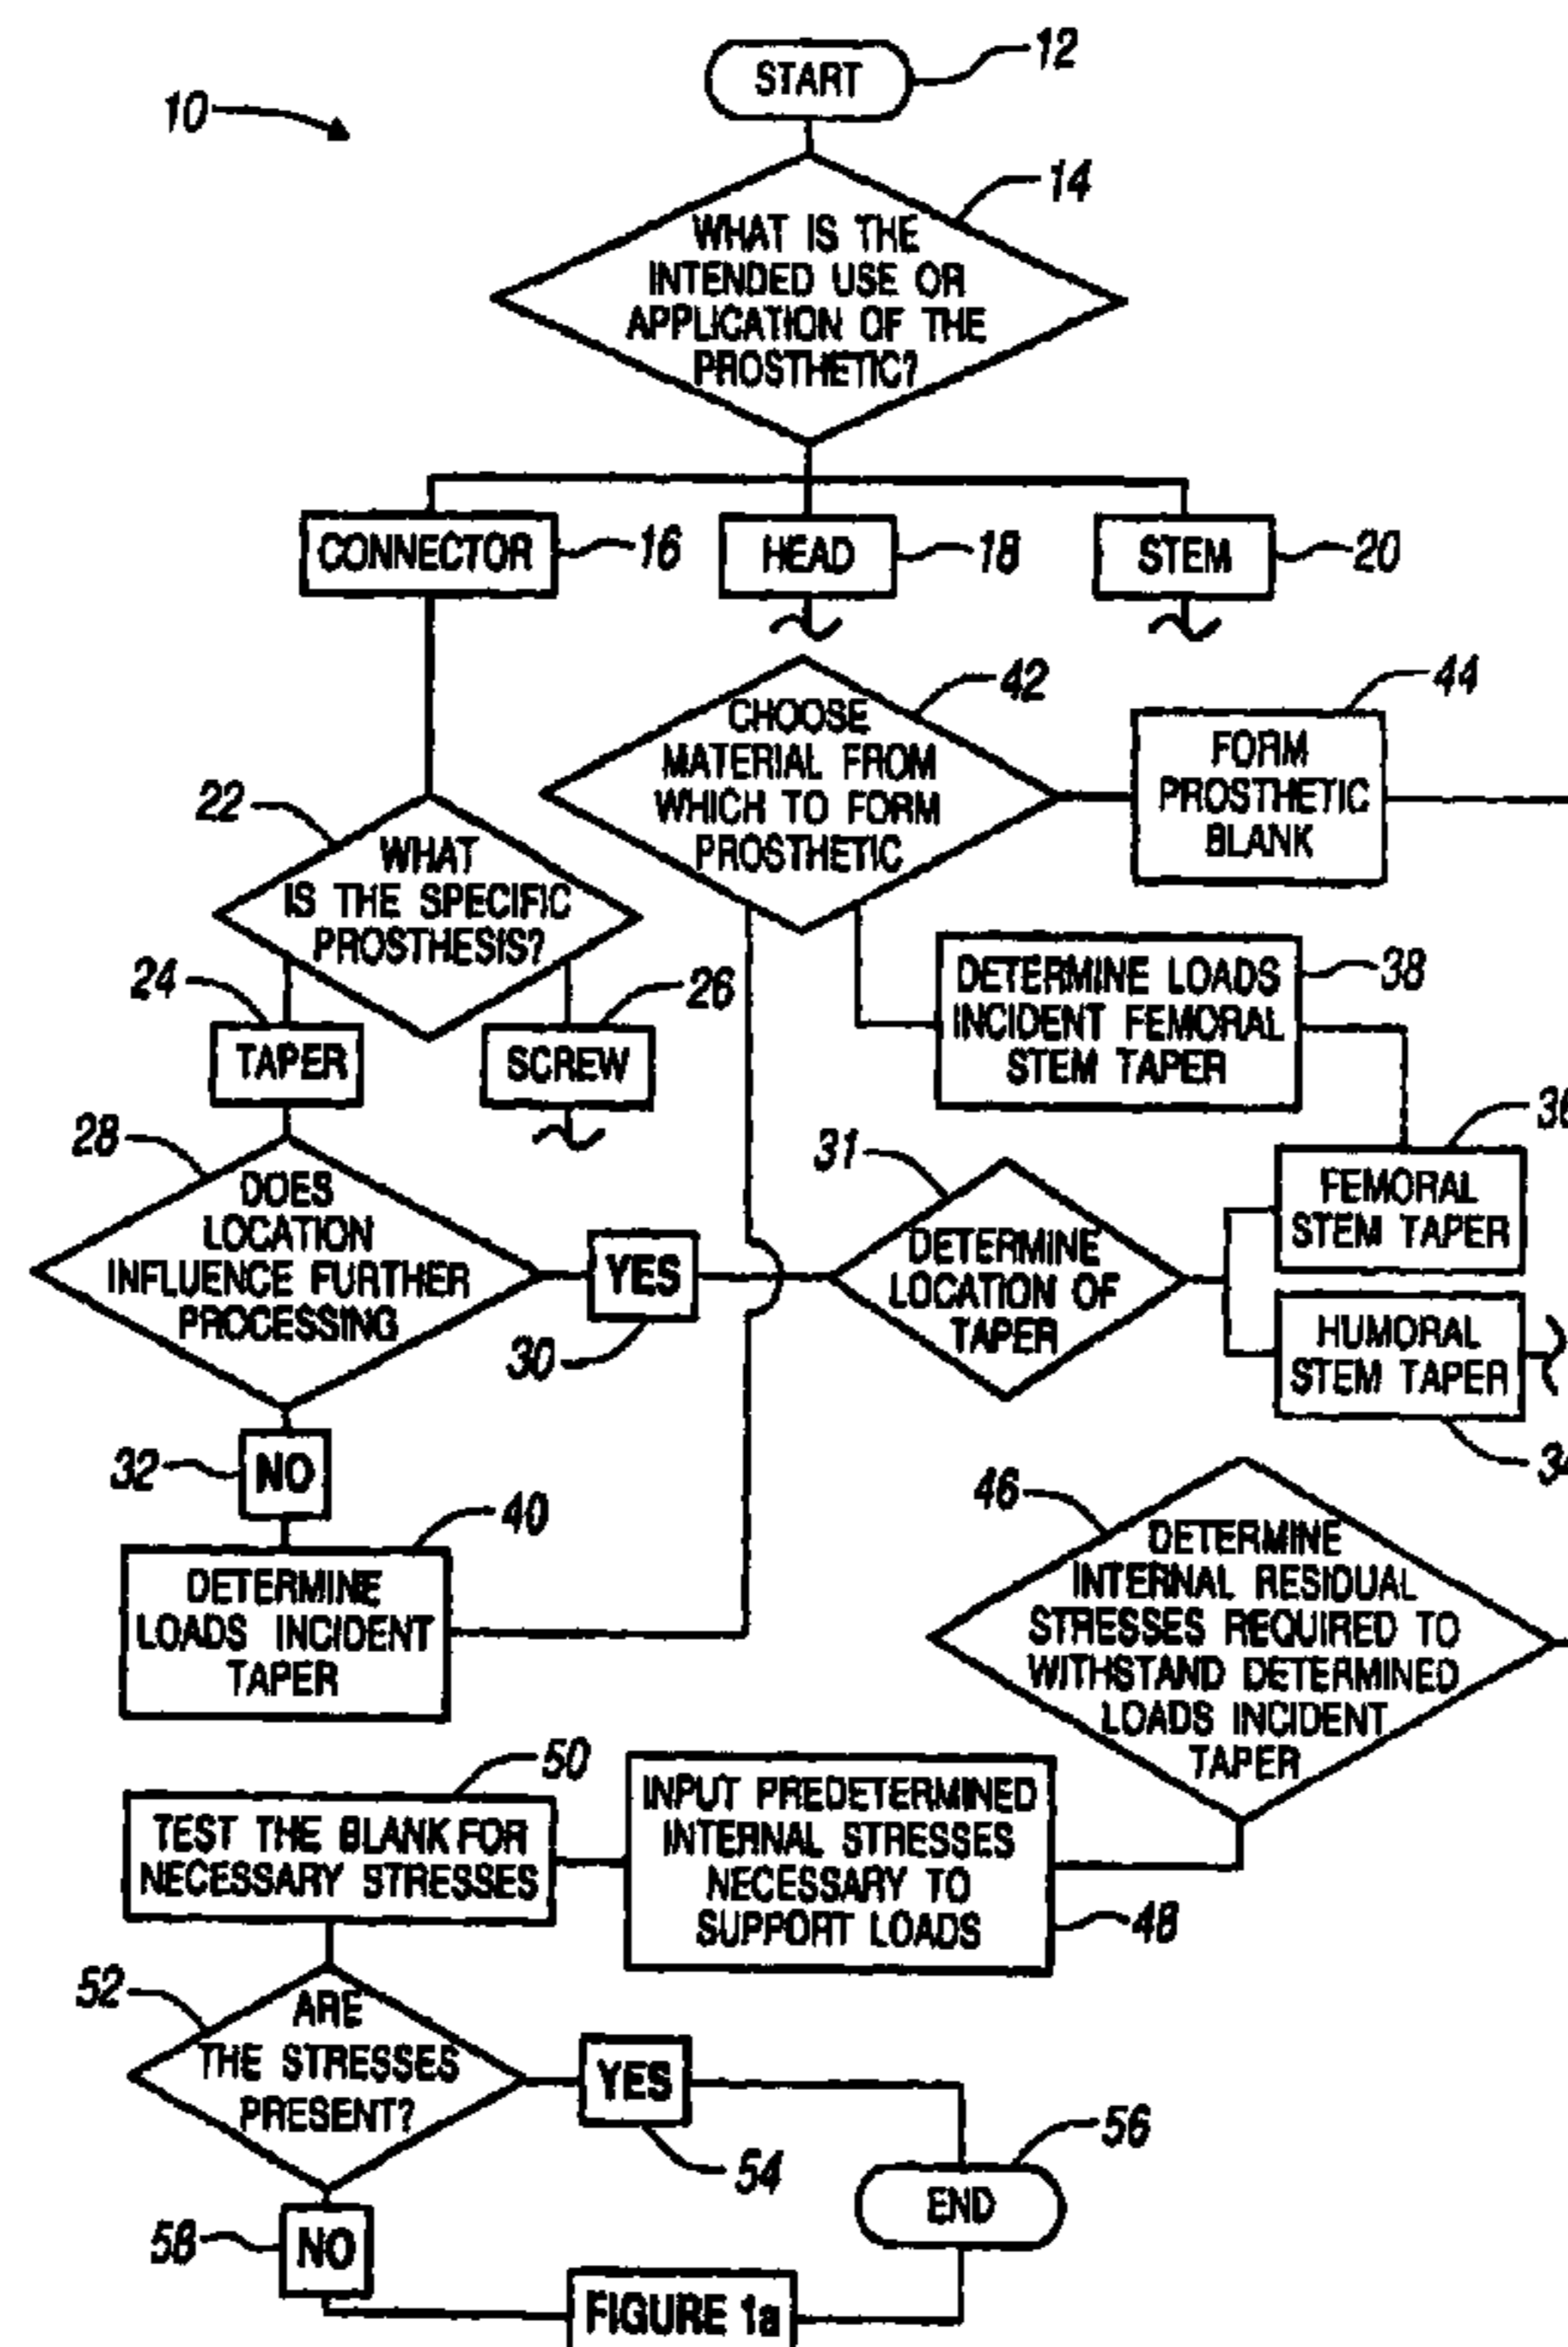 START
12
10
14
WHAT IS THE
INTENDED USE OR
APPLICATION OF THE
PROSTHETIC?
CONNECTOR
16
HEAD
18
STEM
20
42
44
CHOOSE
MATERIAL FROM
WHICH TO FORM
PROSTHETIC
FORM
PROSTHETIC
BLANK
22
WHAT
IS THE SPECIFIC
PROSTHESIS?
24
26
TAPER
SCREW
DETERMINE LOADS
INCIDENT FEMORAL
STEM TAPER
38
28
DOES
LOCATION
INFLUENCE FURTHER
PROCESSING
YES
30
31
DETERMINE
LOCATION OF
TAPER
FEMORAL
STEM TAPER
HUMORAL
STEM TAPER
32
NO
40
DETERMINE
LOADS INCIDENT
TAPER
46
DETERMINE
INTERNAL RESIDUAL
STRESSES REQUIRED TO
WITHSTAND DETERMINED
LOADS INCIDENT
TAPER
50
TEST THE BLANK FOR
NECESSARY STRESSES
INPUT PREDETERMINED
INTERNAL STRESSES
NECESSARY TO
SUPPORT LOADS
48
52
ARE
THE STRESSES
PRESENT?
YES
54
56
END
58
NO
FIGURE 1a